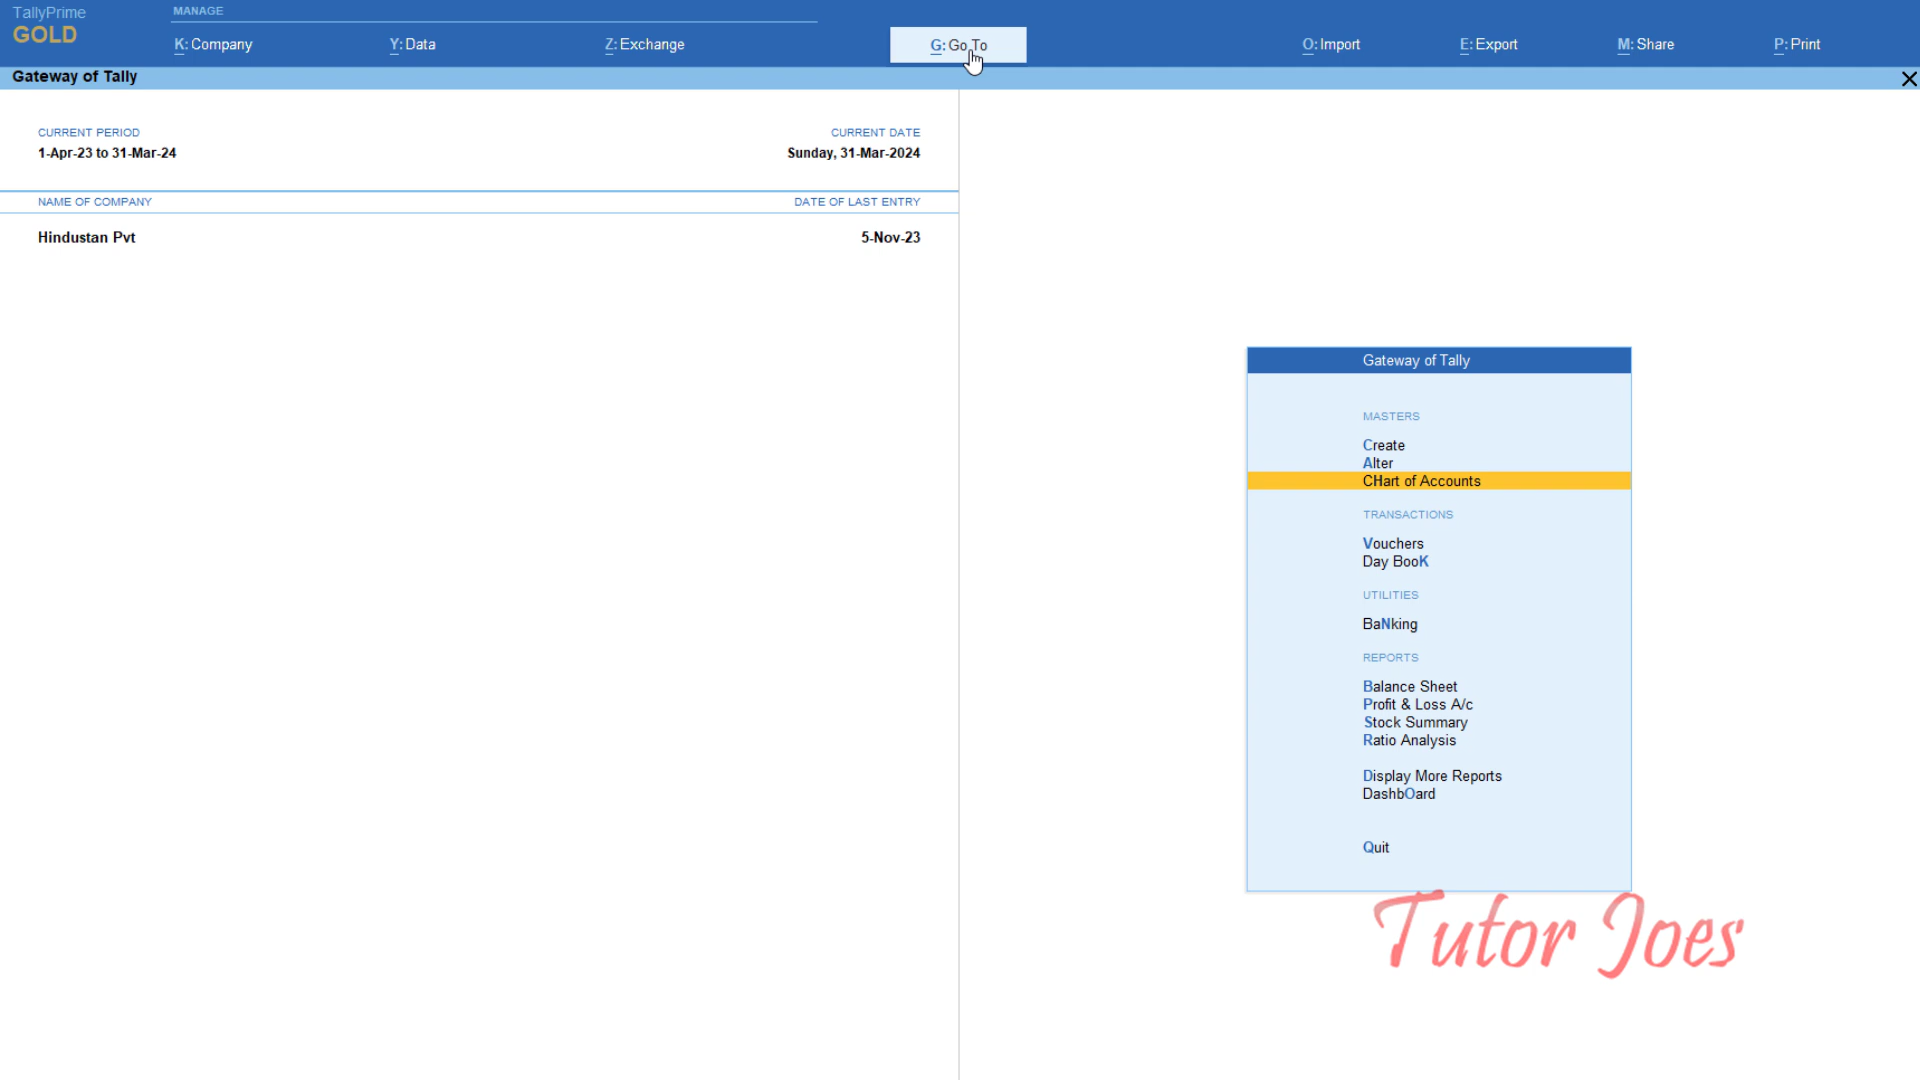 TallyPrime
GOLD
MANAGE
K: Company
Y: Data
Z: Exchange
G: Go To
O: Import
E: Export
M: Share
P: Print
Gateway of Tally
CURRENT PERIOD
CURRENT DATE
1-Apr-23 to 31-Mar-24
Sunday, 31-Mar-2024
NAME OF COMPANY
DATE OF LAST ENTRY
Hindustan Pvt
5-Nov-23
Gateway of Tally
MASTERS
Create
Alter
CHart of Accounts
TRANSACTIONS
Vouchers
Day BooK
UTILITIES
BaNking
REPORTS
Balance Sheet
Profit & Loss A/c
Stock Summary
Ratio Analysis
Display More Reports
DashbOard
Quit
Tutor Joes